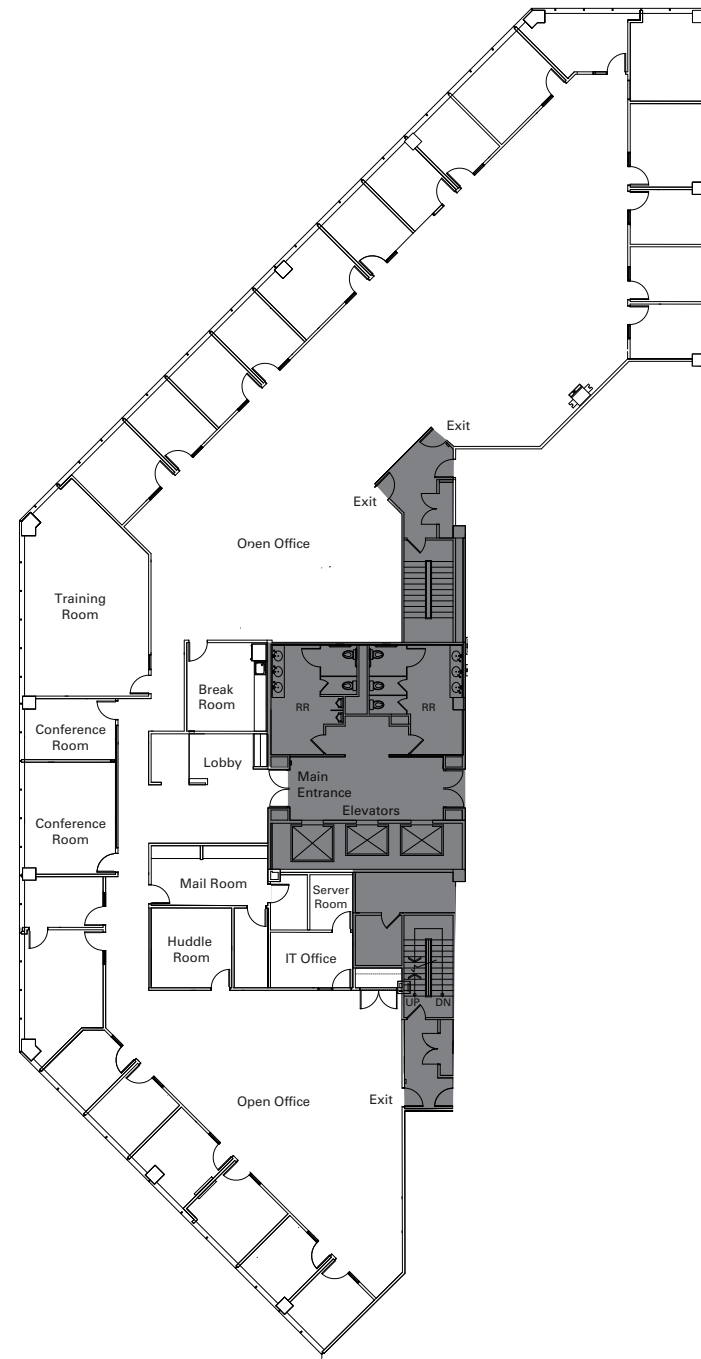 Exit
Exit
Open Office
Training
Room
Break
Room
RR
RR
Conference
Room
Lobby
Main
Entrance
Elevators
Conference
Room
Mail Room
Server
Room
Huddle
Room
IT Office
UP
DN
Open Office
Exit